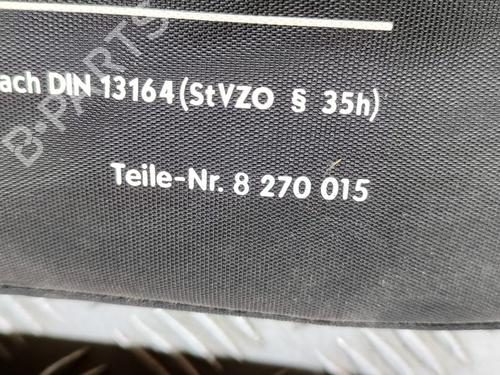 ach DIN 13164 (StVZO § 35h)
Teile-Nr. 8 270 015
B-PARTS